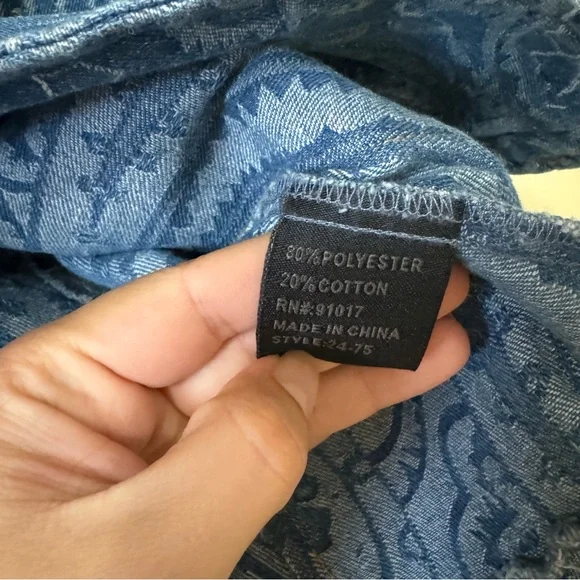 80%POLYESTER
20%COTTON
RN#:91017
MADE IN CHINA
STYLE:24-75